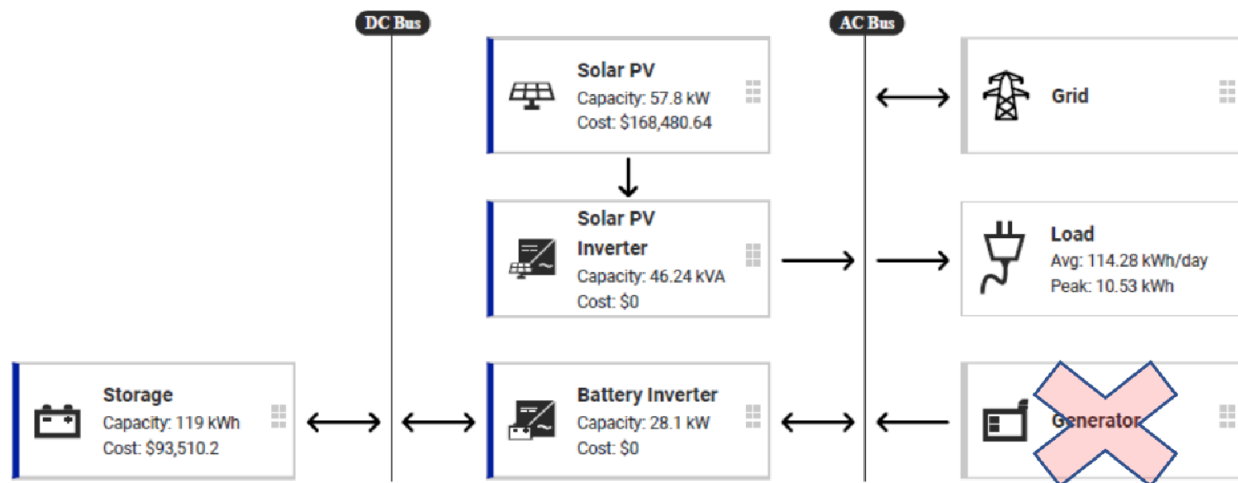 DC Bus
AC Bus
Solar PV
Capacity: 57.8 kW
Cost: $168,480.64
Grid
Solar PV
Inverter
Capacity: 46.24 kVA
Cost: $0
Load
Avg: 114.28 kWh/day
Peak: 10.53 kWh
Storage
Capacity: 119 kWh
Cost: $93,510.2
Battery Inverter
Capacity: 28.1 kW
Cost: $0
Generator